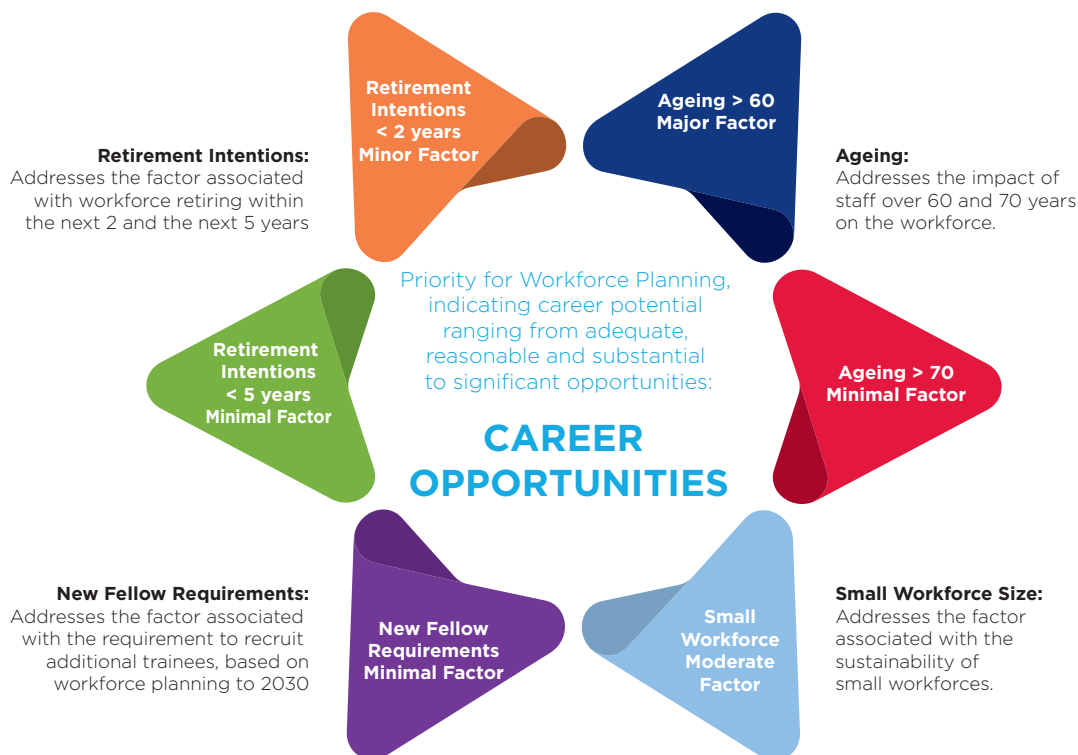 Retirement
Intentions
< 2 years
Minor Factor
Ageing > 60
Major Factor
Retirement Intentions:
Addresses the factor associated
with workforce retiring within
the next 2 and the next 5 years
Ageing:
Addresses the impact of
staff over 60 and 70 years
on the workforce.
Priority for Workforce Planning,
indicating career potential
ranging from adequate,
reasonable and substantial
to significant opportunities:
CAREER
OPPORTUNITIES
Retirement
Intentions
< 5 years
Minimal Factor
Ageing > 70
Minimal Factor
New Fellow Requirements:
Addresses the factor associated
with the requirement to recruit
additional trainees, based on
workforce planning to 2030
New Fellow
Requirements
Minimal Factor
Small
Workforce
Moderate
Factor
Small Workforce Size:
Addresses the factor
associated with the
sustainability of
small workforces.